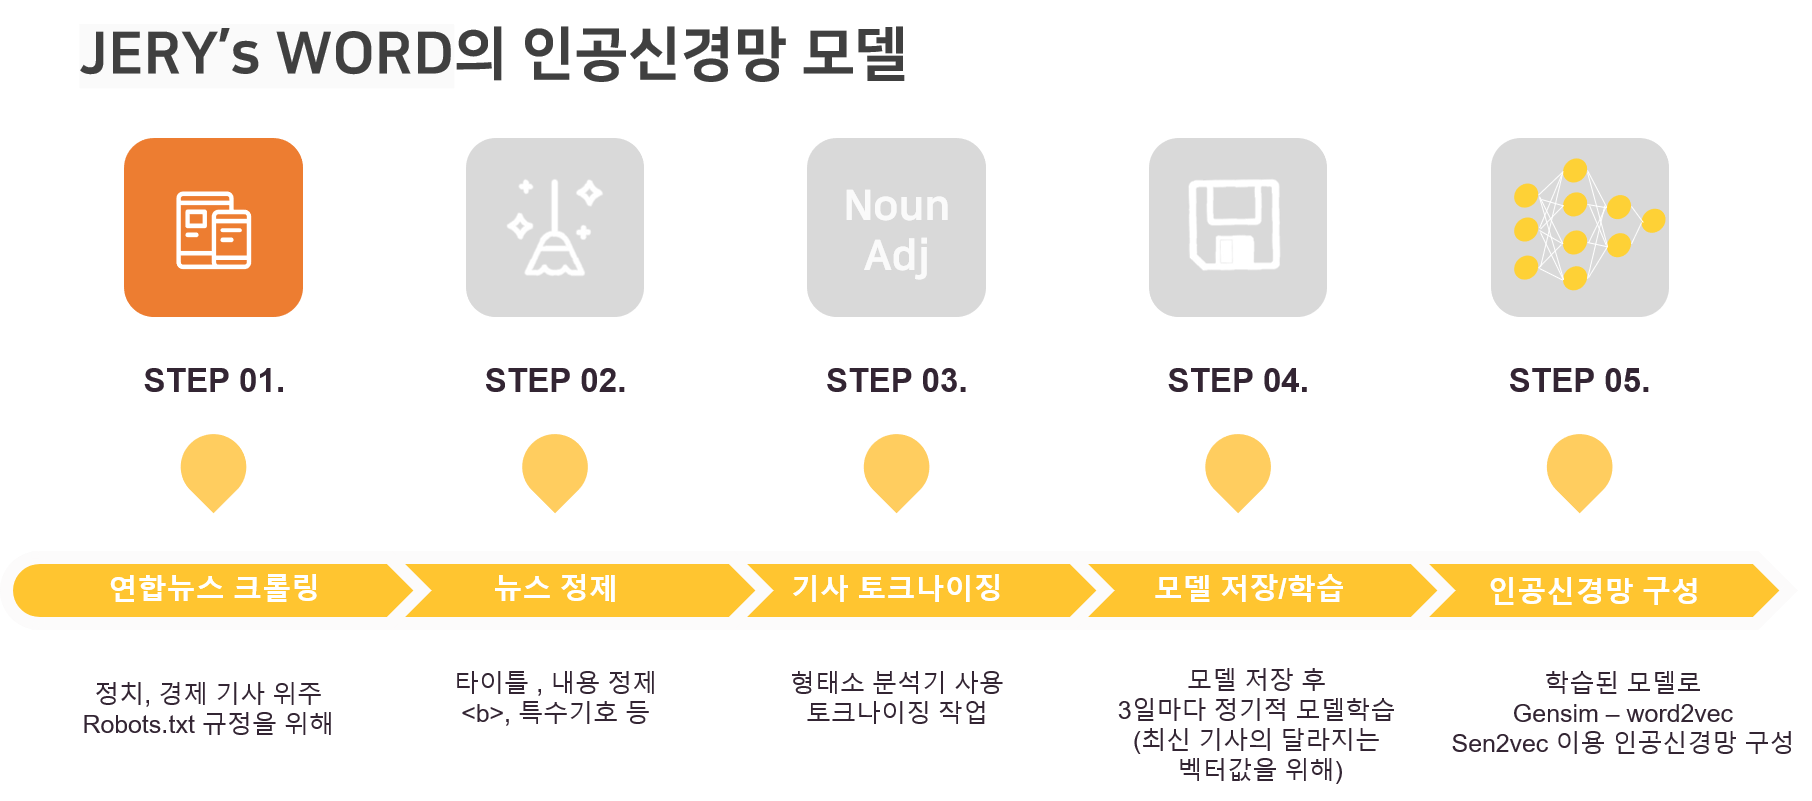 JERY’s WORD의 인공신경망 모델
Noun
Adj
STEP 01.
STEP 02.
STEP 03.
STEP 04.
STEP 05.
연합뉴스 크롤링
뉴스 정제
기사 토크나이징
모델 저장/학습
인공신경망 구성
정치, 경제 기사 위주
Robots.txt 규정을 위해
타이틀 , 내용 정제
<b>, 특수기호 등
형태소 분석기 사용
토크나이징 작업
모델 저장 후
3일마다 정기적 모델학습
(최신 기사의 달라지는
벡터값을 위해)
학습된 모델로
Gensim – word2vec
Sen2vec 이용 인공신경망 구성